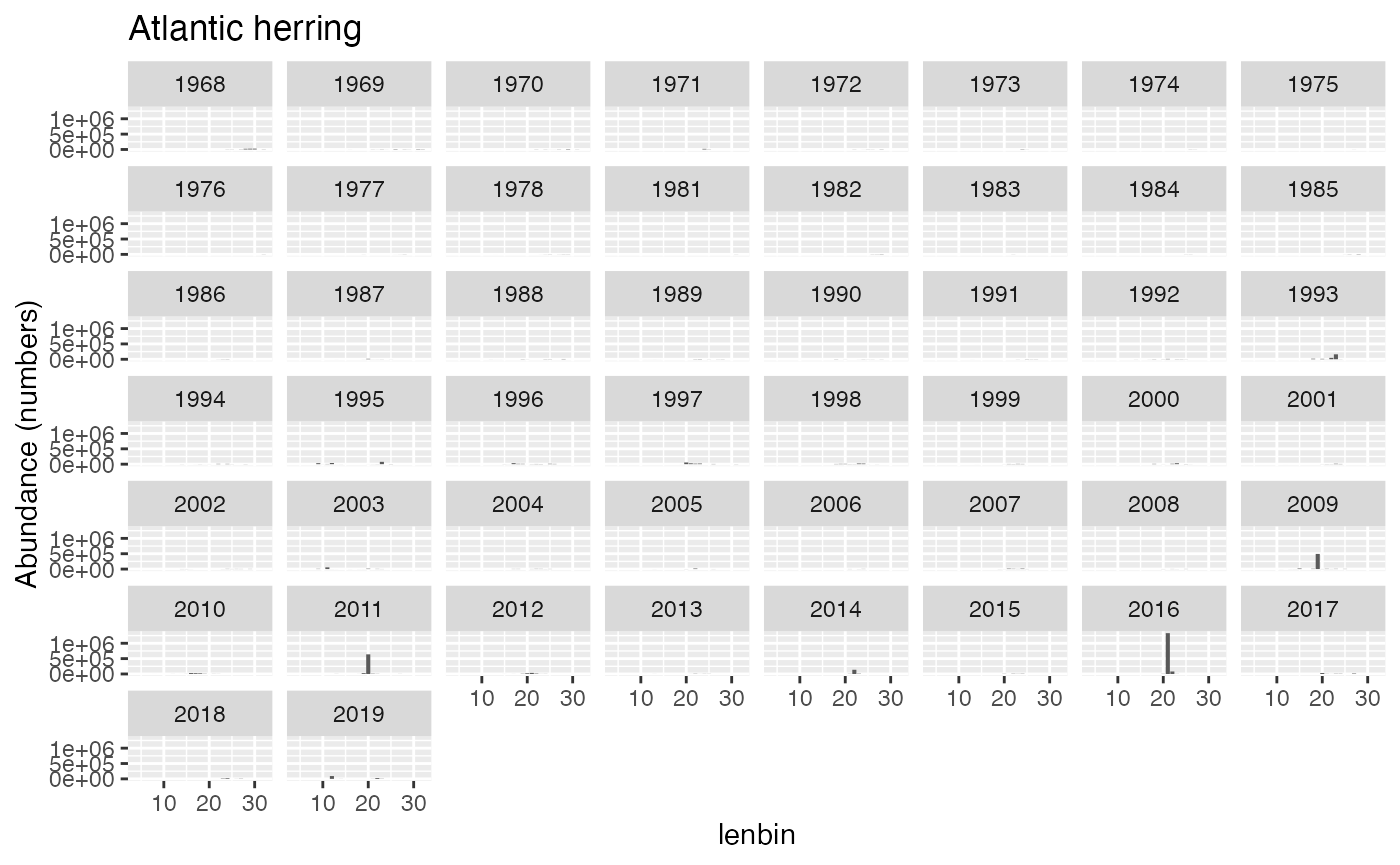 Atlantic herring
1968 1969 1970 1971 1972 1973 1974 1975
1e+06
5e+05
0e+00
1976 1977 1978 1981 1982 1983 1984 1985
1e+06
5e+05
0e+00
1986 1987 1988 1989 1990 1991 1992 1993
1e+06
5e+05
0e+00
Abundance (numbers)
1994 1995 1996 1997 1998 1999 2000 2001
1e+06
5e+05
0e+00
2002 2003 2004 2005 2006 2007 2008 2009
1e+06
5e+05
0e+00
2010 2011 2012 2013 2014 2015 2016 2017
1e+06
5e+05
0e+00
10 20 30 10 20 30 10 20 30 10 20 30 10 20 30 10 20 30
2018 2019
1e+06
5e+05
0e+00
10 20 30 10 20 30
lenbin